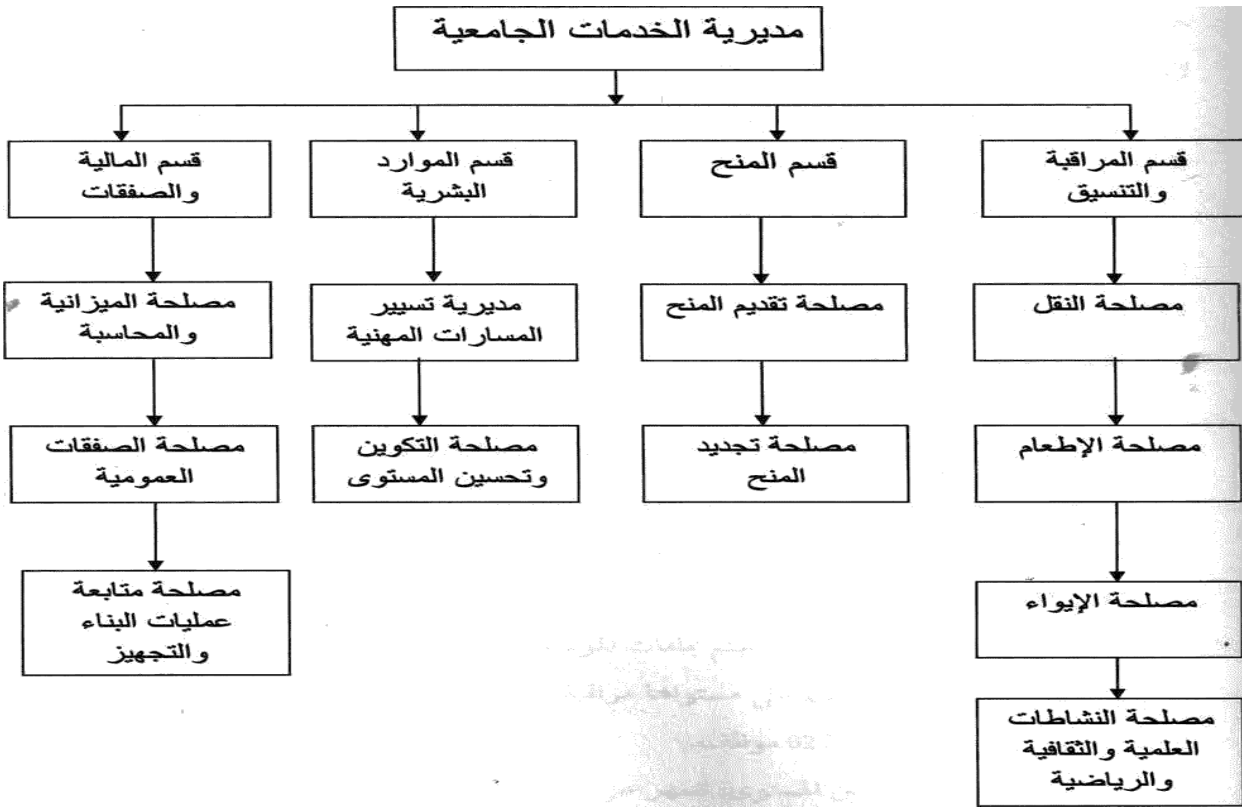 مديرية الخدمات الجامعية
قسم المراقبة
والتنسيق
قسم المنح
قسم الموارد
البشرية
قسم المالية
والصفقات
مصلحة النقل
مصلحة تقديم المنح
مديرية تسيير
المسارات المهنية
مصلحة الميزانية
والمحاسبة
مصلحة الإطعام
مصلحة تجديد
المنح
مصلحة التكوين
وتحسين المستوى
مصلحة الصفقات
العمومية
مصلحة الإيواء
مصلحة متابعة
عمليات البناء
والتجهيز
مصلحة النشاطات
العلمية والثقافية
والرياضية